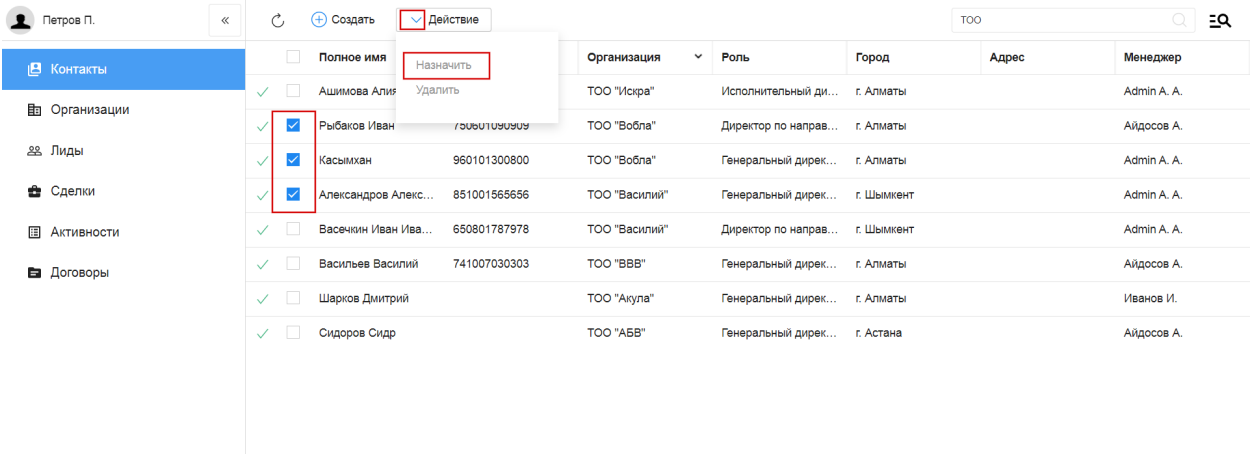 Петров П.
«
Создать
Действие
ТОО
Контакты
Организации
Лиды
Сделки
Активности
Договоры
Назначить
Удалить
Полное имя Организация Роль Город Адрес Менеджер
Ашимова Алия ТОО "Искра" Исполнительный ди... г. Алматы Admin A. A.
Рыбаков Иван 750601090909 ТОО "Вобла" Директор по направ... г. Алматы Айдосов А.
Касымхан 960101300800 ТОО "Вобла" Генеральный дирек... г. Алматы Admin A. A.
Александров Алекс... 851001565656 ТОО "Василий" Генеральный дирек... г. Шымкент Admin A. A.
Васечкин Иван Ива... 650801787978 ТОО "Василий" Директор по направ... г. Шымкент Admin A. A.
Васильев Василий 741007030303 ТОО "ВВВ" Генеральный дирек... г. Алматы Айдосов А.
Шарков Дмитрий ТОО "Акула" Генеральный дирек... г. Алматы Иванов И.
Сидоров Сидр ТОО "АБВ" Генеральный дирек... г. Астана Айдосов А.